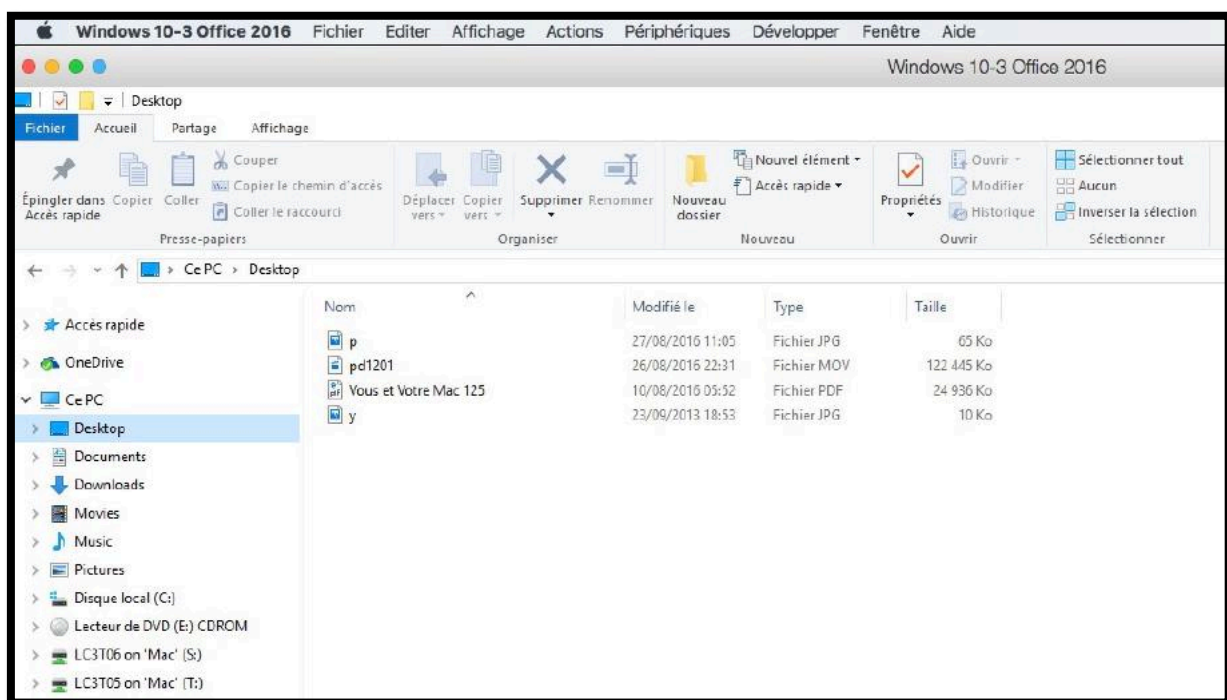 Windows 10-3 Office 2016 Fichier Editer Affichage Actions Périphériques Développer Fenêtre Aide
Windows 10-3 Office 2016
Desktop
Fichier Accueil Partage Affichage
Épingler dans Accès rapide
Copier
Coller
Couper
Copier le chemin d'accès
Coller le raccourci
Presse-papiers
Déplacer vers
Copier vers
Supprimer
Renommer
Organiser
Nouveau dossier
Nouvel élément
Accès rapide
Nouveau
Propriétés
Ouvrir
Modifier
Historique
Ouvrir
Sélectionner tout
Aucun
Inverser la sélection
Sélectionner
Ce PC > Desktop
Accès rapide
OneDrive
Ce PC
Desktop
Documents
Downloads
Movies
Music
Pictures
Disque local (C:)
Lecteur de DVD (E:) CDROM
LC3T06 on 'Mac' (S:)
LC3T05 on 'Mac' (T:)
Nom Modifié le Type Taille
p 27/08/2016 11:05 Fichier JPG 65 Ko
pd1201 26/08/2016 22:31 Fichier MOV 122 445 Ko
Vous et Votre Mac 125 10/08/2016 05:52 Fichier PDF 24 936 Ko
y 23/09/2013 18:53 Fichier JPG 10 Ko